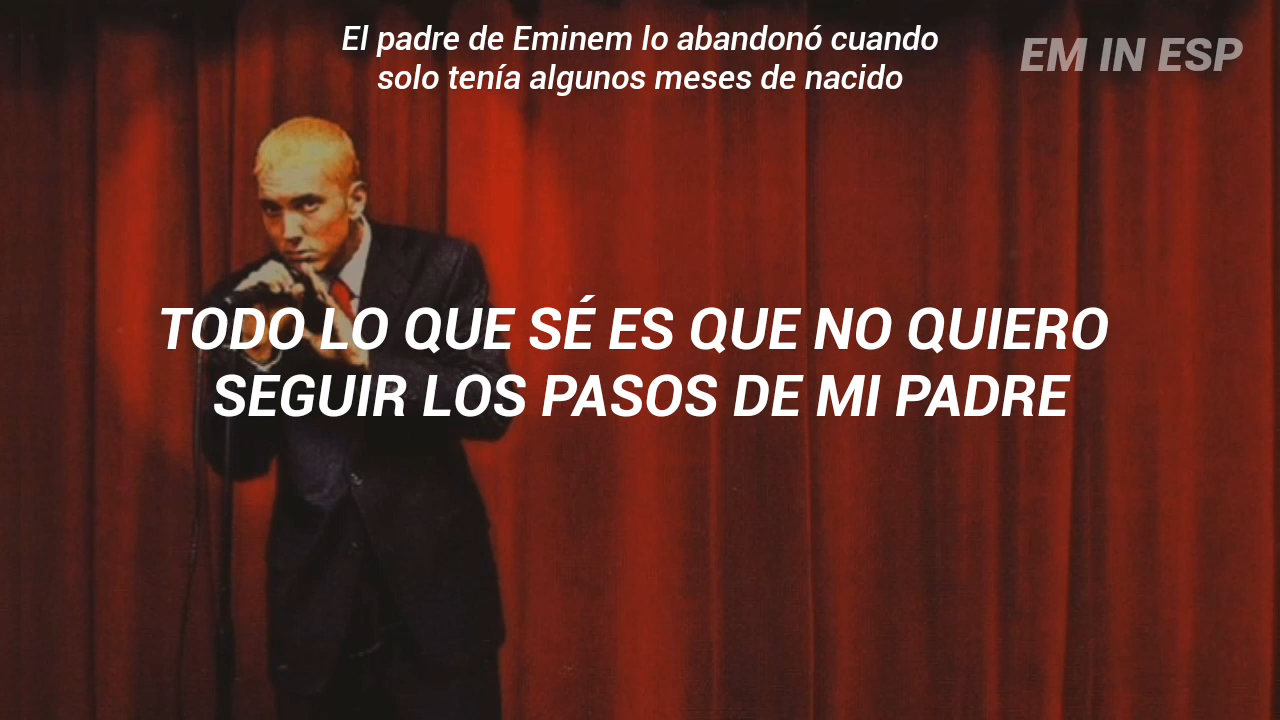 El padre de Eminem lo abandonó cuando
solo tenía algunos meses de nacido
EM IN ESP
TODO LO QUE SÉ ES QUE NO QUIERO
SEGUIR LOS PASOS DE MI PADRE